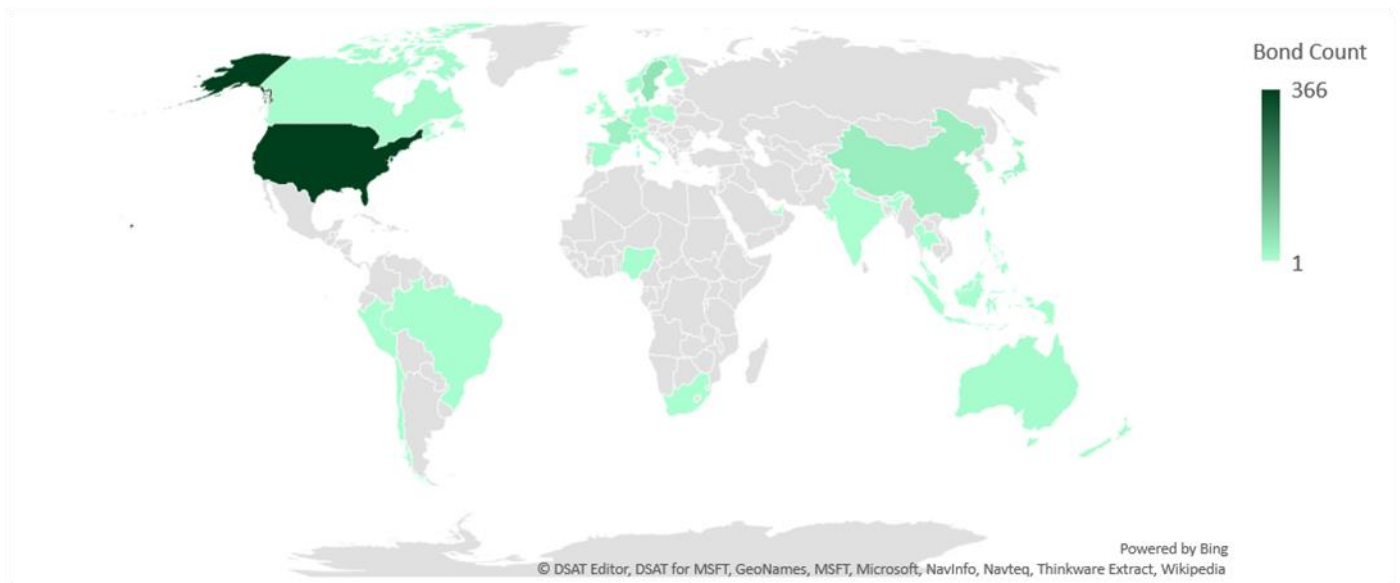 Bond Count
366
1
Powered by Bing
© DSAT Editor, DSAT for MSFT, GeoNames, MSFT, Microsoft, NavInfo, Navteq, Thinkware Extract, Wikipedia